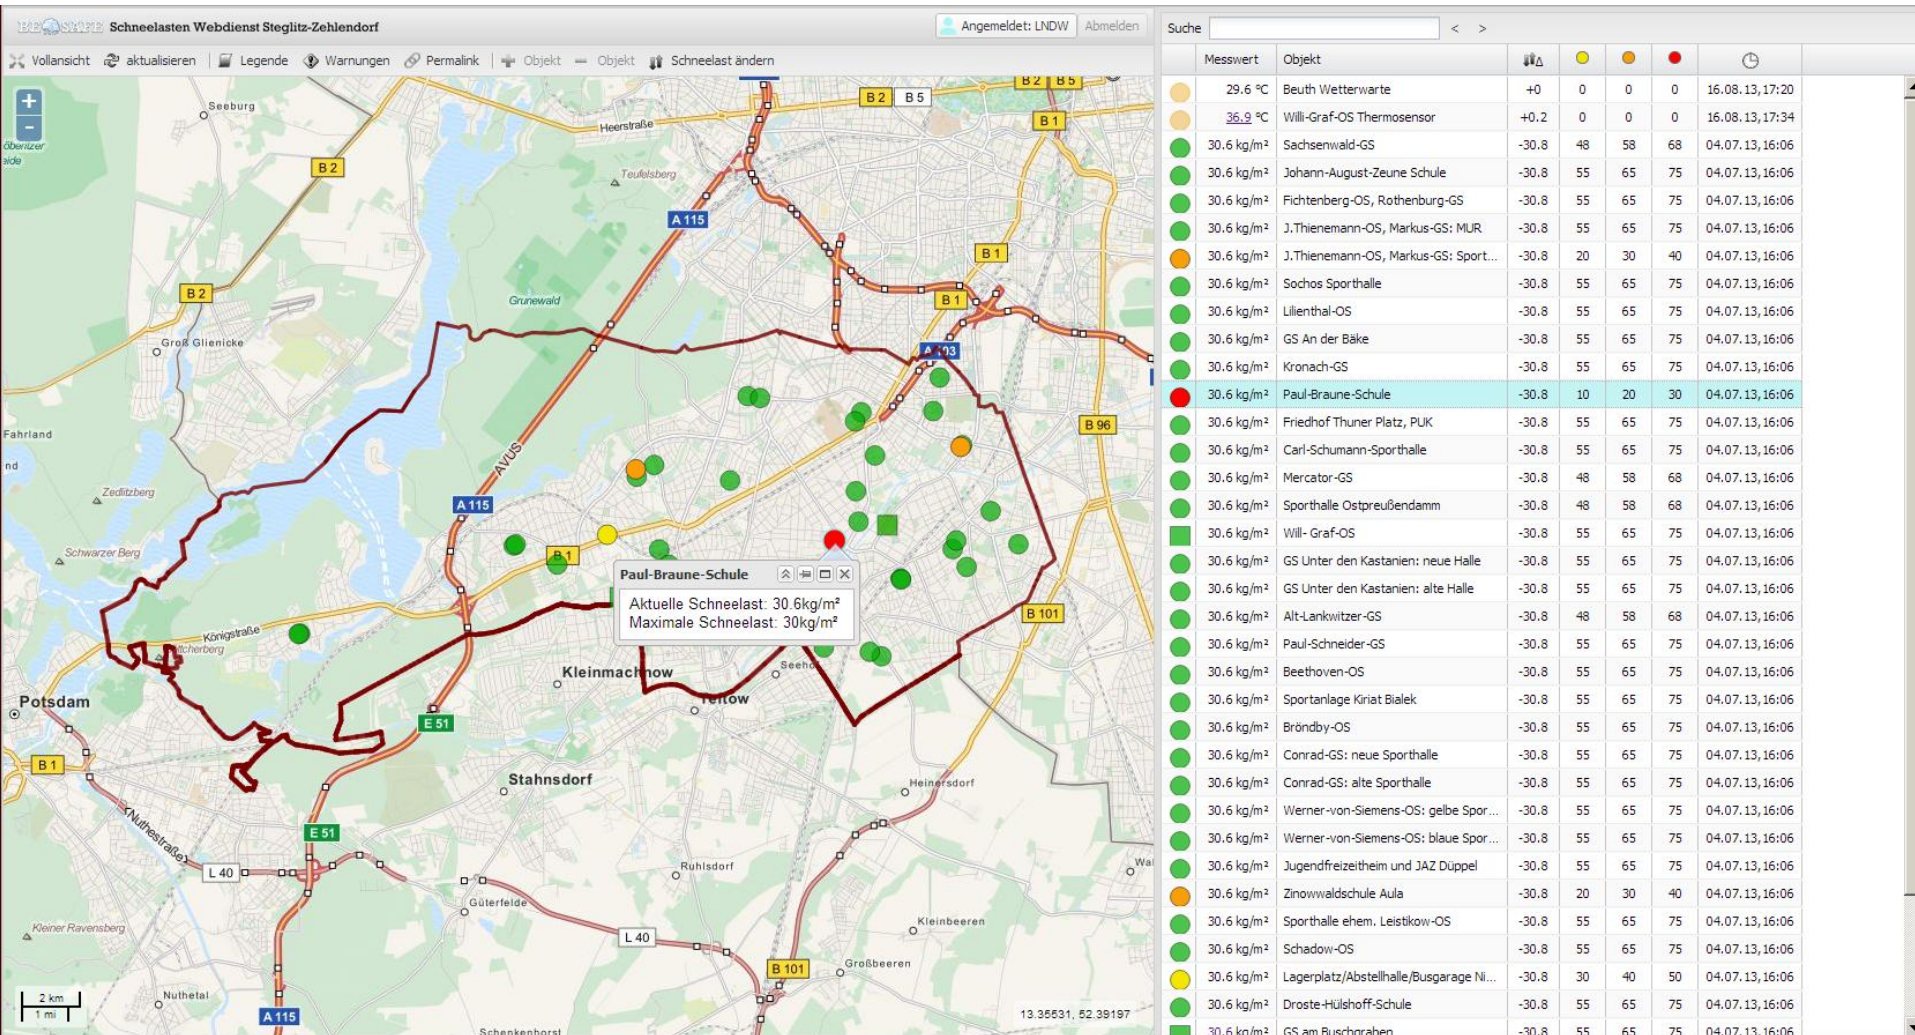 BE SAFE Schneelasten Webdienst Steglitz-Zehlendorf
Angemeldet: LNDW Abmelden
Vollansicht aktualisieren Legende Warnungen Permalink Objekt Objekt Schneelast ändern
+
-
Seeburg
Heerstraße
B 2 B 5
B 2 B 5
B 1
B 2
Teufelsberg
A 115
B 1
B 2
Grunewald
B 1
Groß Glienicke
Fahrland
B 96
AVUS
Zedlitzberg
A 115
Schwarzer Berg
B 1
Paul-Braune-Schule
Aktuelle Schneelast: 30.6kg/m²
Maximale Schneelast: 30kg/m²
B 101
Königstraße
Kleinmachnow
Potsdam
Teltow
E 51
B 1
Stahnsdorf
Heinersdorf
Nuthestraße
E 51
Ruhlsdorf
L 40
Güterfelde
Kleinbeeren
Kleiner Ravensberg
L 40
Großbeeren
B 101
2 km
1 mi
Nuthetal
A 115
13.35531, 52.39197
Schenkenhorst
Suche < >
Messwert Objekt
29.6 °C Beuth Wetterwarte +0 0 0 0 16.08.13, 17:20
36.9 °C Willi-Graf-OS Thermosensor +0.2 0 0 0 16.08.13, 17:34
30.6 kg/m² Sachsenwald-GS -30.8 48 58 68 04.07.13, 16:06
30.6 kg/m² Johann-August-Zeune Schule -30.8 55 65 75 04.07.13, 16:06
30.6 kg/m² Fichtenberg-OS, Rothenburg-GS -30.8 55 65 75 04.07.13, 16:06
30.6 kg/m² J.Thienemann-OS, Markus-GS: MUR -30.8 55 65 75 04.07.13, 16:06
30.6 kg/m² J.Thienemann-OS, Markus-GS: Sport... -30.8 20 30 40 04.07.13, 16:06
30.6 kg/m² Sochos Sporthalle -30.8 55 65 75 04.07.13, 16:06
30.6 kg/m² Lilienthal-OS -30.8 55 65 75 04.07.13, 16:06
30.6 kg/m² GS An der Bäke -30.8 55 65 75 04.07.13, 16:06
30.6 kg/m² Kronach-GS -30.8 55 65 75 04.07.13, 16:06
30.6 kg/m² Paul-Braune-Schule -30.8 10 20 30 04.07.13, 16:06
30.6 kg/m² Friedhof Thuner Platz, PUK -30.8 55 65 75 04.07.13, 16:06
30.6 kg/m² Carl-Schumann-Sporthalle -30.8 55 65 75 04.07.13, 16:06
30.6 kg/m² Mercator-GS -30.8 48 58 68 04.07.13, 16:06
30.6 kg/m² Sporthalle Ostpreußendamm -30.8 48 58 68 04.07.13, 16:06
30.6 kg/m² Will- Graf-OS -30.8 55 65 75 04.07.13, 16:06
30.6 kg/m² GS Unter den Kastanien: neue Halle -30.8 55 65 75 04.07.13, 16:06
30.6 kg/m² GS Unter den Kastanien: alte Halle -30.8 55 65 75 04.07.13, 16:06
30.6 kg/m² Alt-Lankwitzer-GS -30.8 48 58 68 04.07.13, 16:06
30.6 kg/m² Paul-Schneider-GS -30.8 55 65 75 04.07.13, 16:06
30.6 kg/m² Beethoven-OS -30.8 55 65 75 04.07.13, 16:06
30.6 kg/m² Sportanlage Kiriat Bialek -30.8 55 65 75 04.07.13, 16:06
30.6 kg/m² Bröndby-OS -30.8 55 65 75 04.07.13, 16:06
30.6 kg/m² Conrad-GS: neue Sporthalle -30.8 55 65 75 04.07.13, 16:06
30.6 kg/m² Conrad-GS: alte Sporthalle -30.8 55 65 75 04.07.13, 16:06
30.6 kg/m² Werner-von-Siemens-OS: gelbe Spor... -30.8 55 65 75 04.07.13, 16:06
30.6 kg/m² Werner-von-Siemens-OS: blaue Spor... -30.8 55 65 75 04.07.13, 16:06
30.6 kg/m² Jugendfreizeitheim und JAZ Düppel -30.8 55 65 75 04.07.13, 16:06
30.6 kg/m² Zinowwaldschule Aula -30.8 20 30 40 04.07.13, 16:06
30.6 kg/m² Sporthalle ehem. Leistikow-OS -30.8 55 65 75 04.07.13, 16:06
30.6 kg/m² Schadow-OS -30.8 55 65 75 04.07.13, 16:06
30.6 kg/m² Lagerplatz/Abstellhalle/Busgarage Ni... -30.8 30 40 50 04.07.13, 16:06
30.6 kg/m² Droste-Hülshoff-Schule -30.8 55 65 75 04.07.13, 16:06
30.6 kg/m² GS am Buschgraben -30.8 55 65 75 04.07.13, 16:06